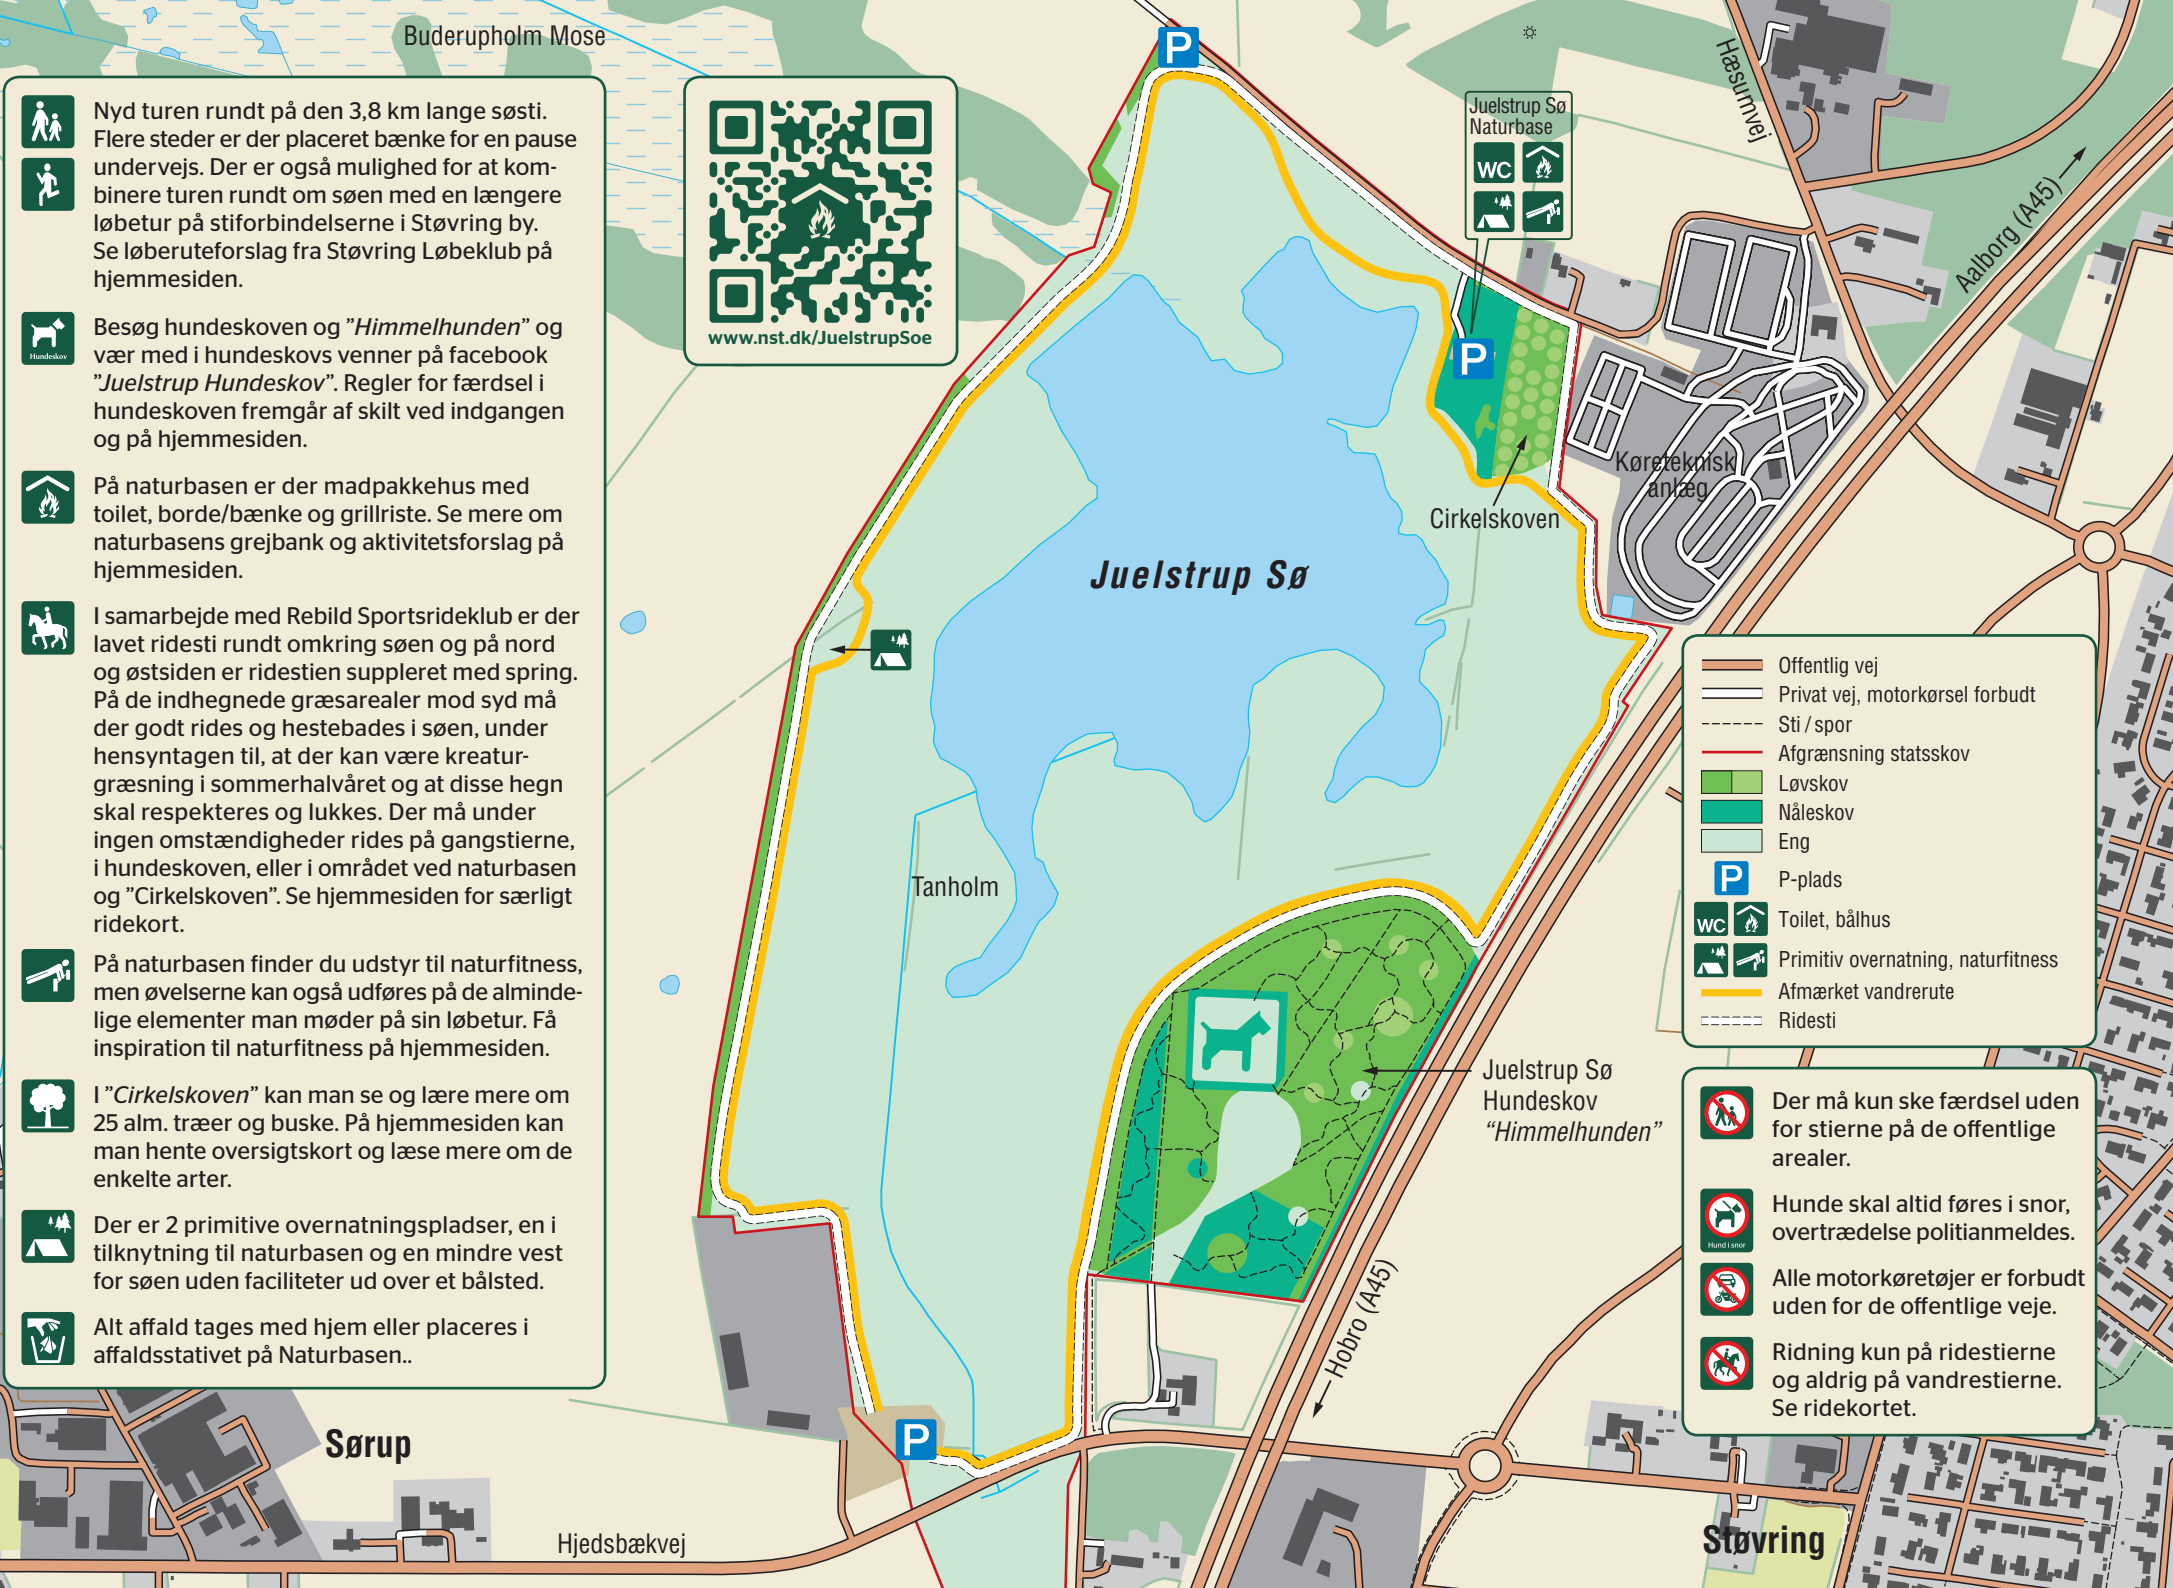 Buderupholm Mose
Nyd turen rundt på den 3,8 km lange søsti.
Flere steder er der placeret bænke for en pause
undervejs. Der er også mulighed for at kom-
binere turen rundt om søen med en længere
løbetur på stiforbindelserne i Støvring by.
Se løberuteforslag fra Støvring Løbeklub på
hjemmesiden.
Hundeskov
Besøg hundeskoven og ”Himmelhunden” og
vær med i hundeskovs venner på facebook
”Juelstrup Hundeskov”. Regler for færdsel i
hundeskoven fremgår af skilt ved indgangen
og på hjemmesiden.
På naturbasen er der madpakkehus med
toilet, borde/bænke og grillriste. Se mere om
naturbasens grejbank og aktivitetsforslag på
hjemmesiden.
I samarbejde med Rebild Sportsrideklub er der
lavet ridesti rundt omkring søen og på nord
og østsiden er ridestien suppleret med spring.
På de indhegnede græsarealer mod syd må
der godt rides og hestebades i søen, under
hensyntagen til, at der kan være kreatur-
græsning i sommerhalvåret og at disse hegn
skal respekteres og lukkes. Der må under
ingen omstændigheder rides på gangstierne,
i hundeskoven, eller i området ved naturbasen
og ”Cirkelskoven”. Se hjemmesiden for særligt
ridekort.
På naturbasen finder du udstyr til naturfitness,
men øvelserne kan også udføres på de alminde-
lige elementer man møder på sin løbetur. Få
inspiration til naturfitness på hjemmesiden.
I ”Cirkelskoven” kan man se og lære mere om
25 alm. træer og buske. På hjemmesiden kan
man hente oversigtskort og læse mere om de
enkelte arter.
Der er 2 primitive overnatningspladser, en i
tilknytning til naturbasen og en mindre vest
for søen uden faciliteter ud over et bålsted.
Alt affald tages med hjem eller placeres i
affaldsstativet på Naturbasen..
www.nst.dk/JuelstrupSoe
P
Juelstrup Sø
Naturbase
WC
P
Hæsumvej
Aalborg (A45)
Køreteknisk
anlæg
Cirkelskoven
Juelstrup Sø
Tanholm
Juelstrup Sø
Hundeskov
“Himmelhunden”
Hobro (A45)
P
Sørup
Hjedsbækvej
Støvring
Offentlig vej
Privat vej, motorkørsel forbudt
Sti / spor
Afgrænsning statsskov
Løvskov
Nåleskov
Eng
P P-plads
WC Toilet, bålhus
Primitiv overnatning, naturfitness
Afmærket vandrerute
Ridesti
Der må kun ske færdsel uden
for stierne på de offentlige
arealer.
Hund i snor
Hunde skal altid føres i snor,
overtrædelse politianmeldes.
Alle motorkøretøjer er forbudt
uden for de offentlige veje.
Ridning kun på ridestierne
og aldrig på vandrestierne.
Se ridekortet.